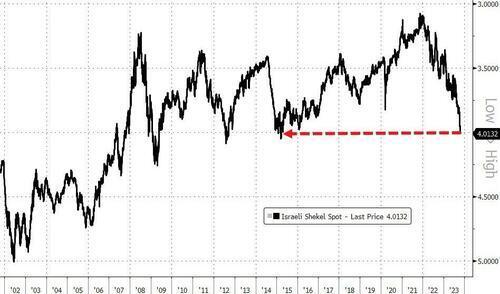 3.0000
3.5000
4.0132
4.5000
5.0000
Low > High
Israeli Shekel Spot - Last Price 4.0132
'02 '03 '04 '05 '06 '07 '08 '09 '10 '11 '12 '13 '14 '15 '16 '17 '18 '19 '20 '21 '22 '23